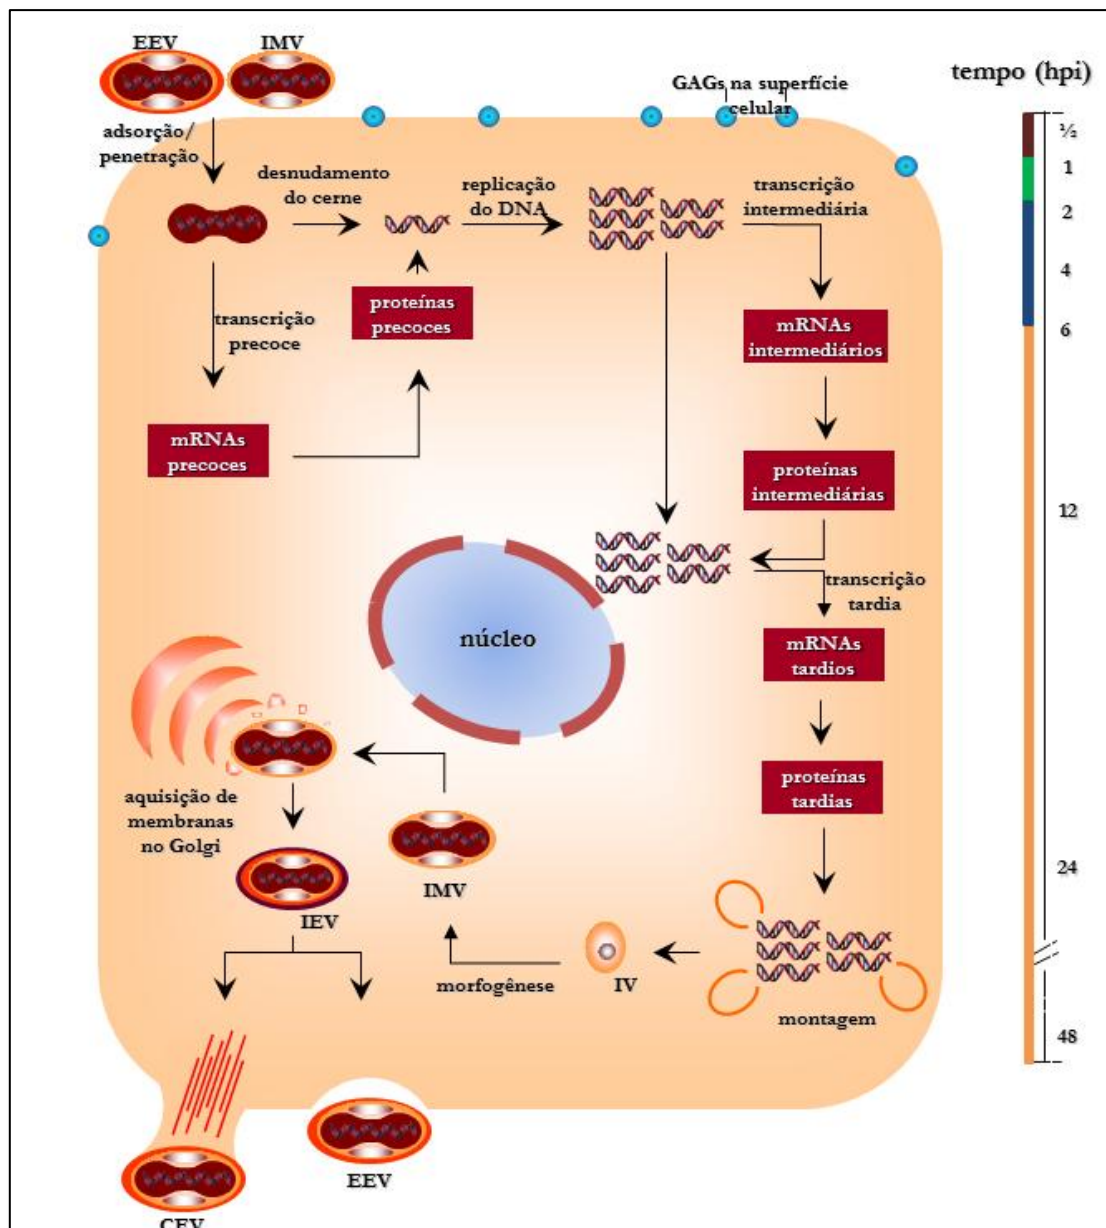 EEV
IMV
GAGs na superfície
celular
tempo (hpi)
adsorção/
penetração
desnudamento
do cerne
replicação
do DNA
transcrição
intermediária
½
1
2
4
6
12
24
48
transcrição
precoce
proteínas
precoces
mRNAs
intermediários
mRNAs
precoces
proteínas
intermediárias
transcrição
tardia
núcleo
mRNAs
tardios
proteínas
tardias
aquisição de
membranas
no Golgi
IMV
IEV
IV
morfogênese
montagem
EEV
CEV